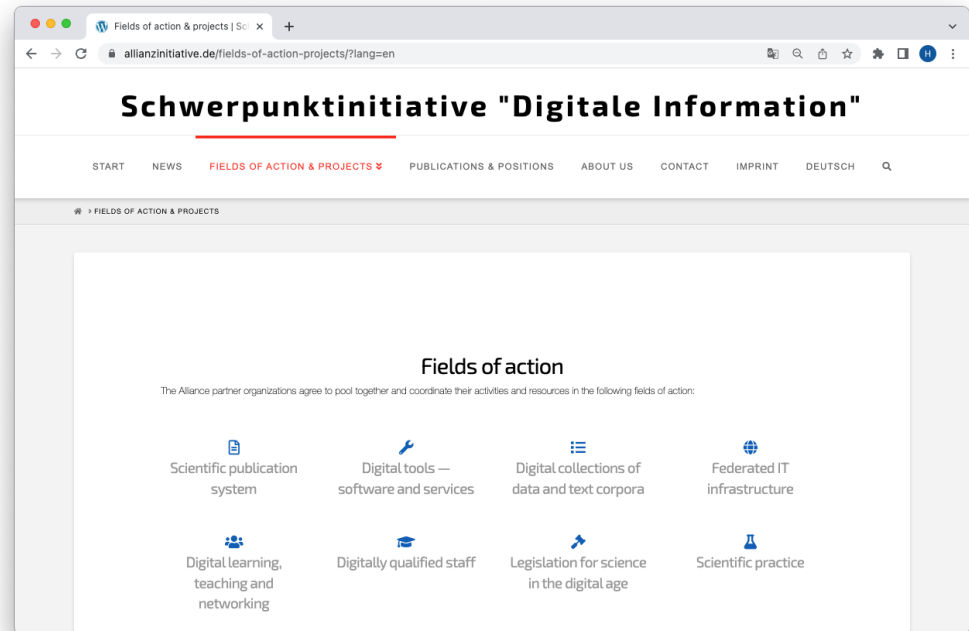 Fields of action & projects | Sc
allianzinitiative.de/fields-of-action-projects/?lang=en
H
Schwerpunktinitiative "Digitale Information"
START NEWS FIELDS OF ACTION & PROJECTS PUBLICATIONS & POSITIONS ABOUT US CONTACT IMPRINT DEUTSCH
> FIELDS OF ACTION & PROJECTS
Fields of action
The Alliance partner organizations agree to pool together and coordinate their activities and resources in the following fields of action:
Scientific publication
system
Digital tools —
software and services
Digital collections of
data and text corpora
Federated IT
infrastructure
Digital learning,
teaching and
networking
Digitally qualified staff
Legislation for science
in the digital age
Scientific practice